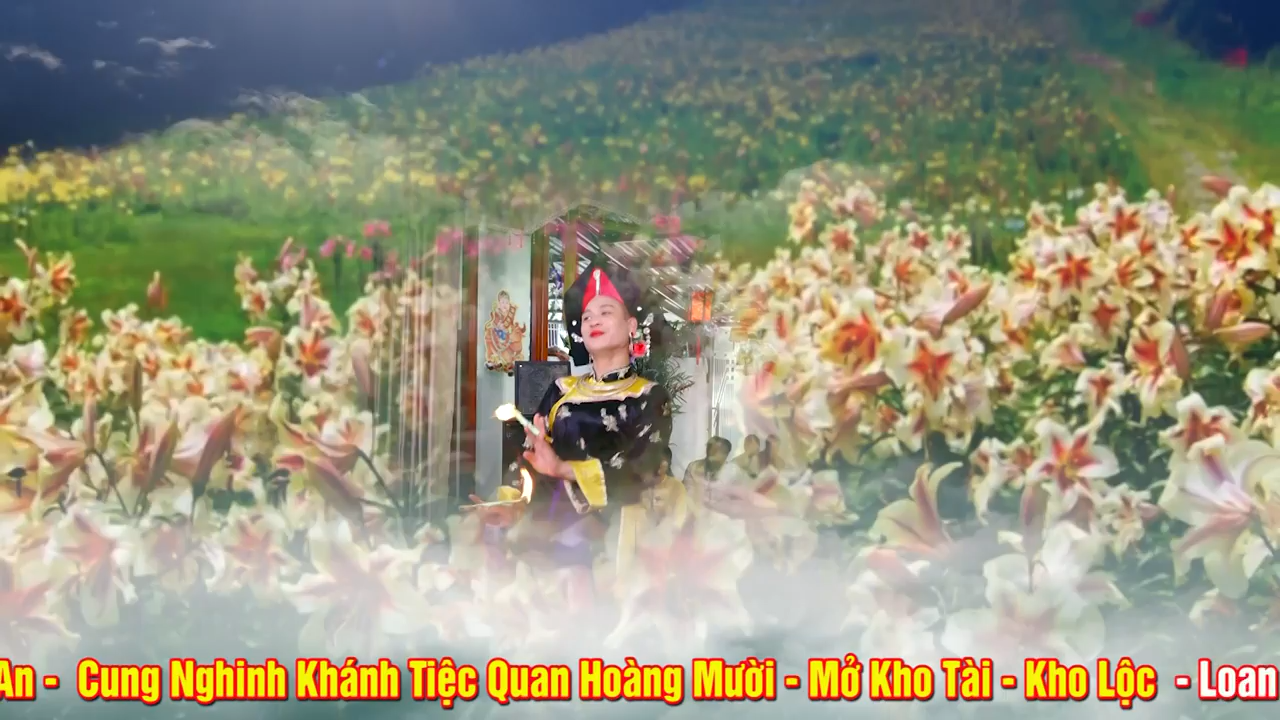 An - Cung Nghinh Khánh Tiệc Quan Hoàng Mười - Mở Kho Tài - Kho Lộc - Loan